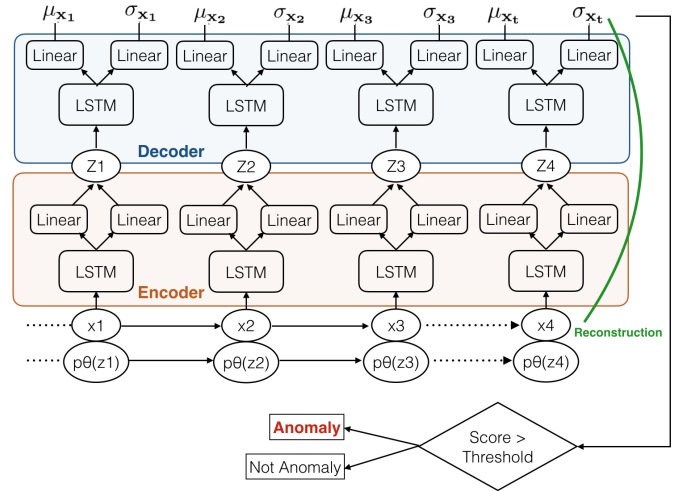 μx1 σx1 μx2 σx2 μx3 σx3 μxt σxt
Linear Linear Linear Linear Linear Linear Linear Linear
LSTM LSTM LSTM LSTM
Decoder
Z1 Z2 Z3 Z4
Linear Linear Linear Linear Linear Linear Linear Linear
LSTM LSTM LSTM LSTM
Encoder
x1 x2 x3 x4
Reconstruction
pθ(z1) pθ(z2) pθ(z3) pθ(z4)
Anomaly
Not Anomaly
Score >
Threshold